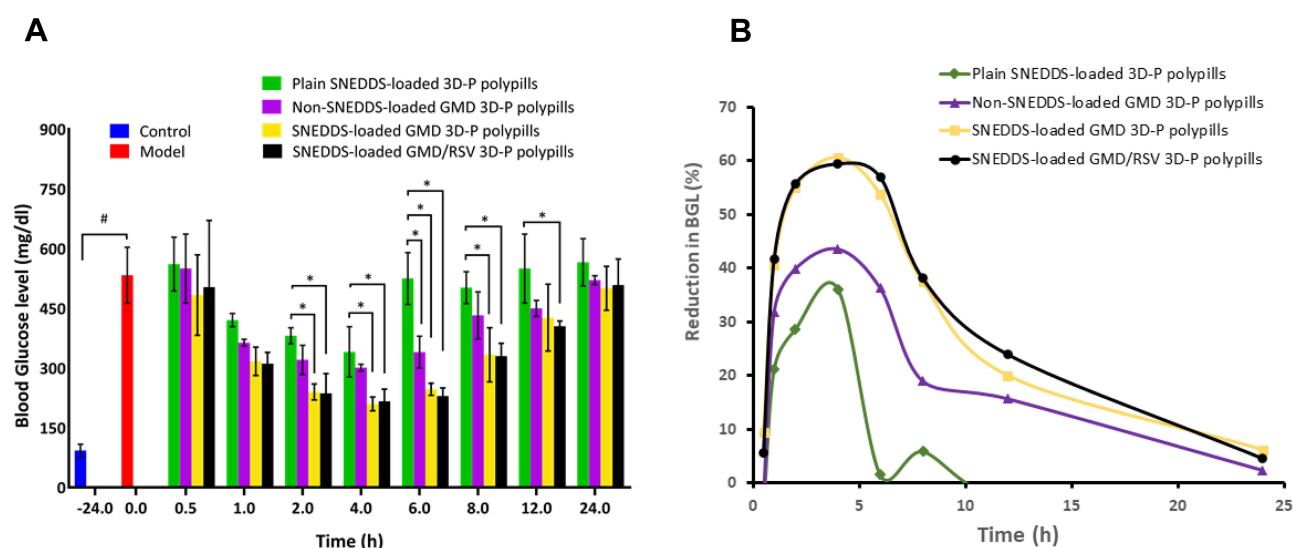 A
Plain SNEDDS-loaded 3D-P polypills
Non-SNEDDS-loaded GMD 3D-P polypills
SNEDDS-loaded GMD 3D-P polypills
SNEDDS-loaded GMD/RSV 3D-P polypills
Control
Model
Blood Glucose level (mg/dl)
900
750
600
450
300
150
0
#
*
*
*
*
*
*
*
*
*
*
-24.0 0.0 0.5 1.0 2.0 4.0 6.0 8.0 12.0 24.0
Time (h)
B
Plain SNEDDS-loaded 3D-P polypills
Non-SNEDDS-loaded GMD 3D-P polypills
SNEDDS-loaded GMD 3D-P polypills
SNEDDS-loaded GMD/RSV 3D-P polypills
Reduction in BGL (%)
70
60
50
40
30
20
10
0
0 5 10 15 20 25
Time (h)